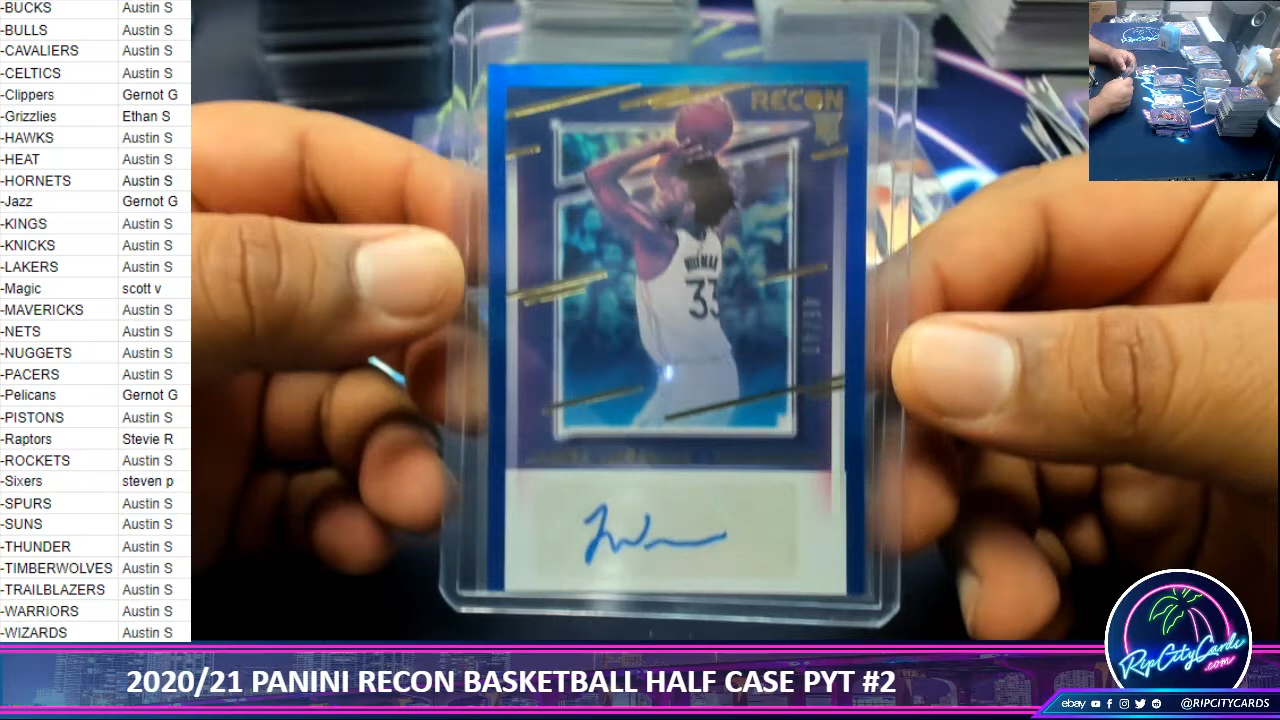 -BUCKS Austin S
-BULLS Austin S
-CAVALIERS Austin S
-CELTICS Austin S
-Clippers Gernot G
-Grizzlies Ethan S
-HAWKS Austin S
-HEAT Austin S
-HORNETS Austin S
-Jazz Gernot G
-KINGS Austin S
-KNICKS Austin S
-LAKERS Austin S
-Magic scott v
-MAVERICKS Austin S
-NETS Austin S
-NUGGETS Austin S
-PACERS Austin S
-Pelicans Gernot G
-PISTONS Austin S
-Raptors Stevie R
-ROCKETS Austin S
-Sixers steven p
-SPURS Austin S
-SUNS Austin S
-THUNDER Austin S
-TIMBERWOLVES Austin S
-TRAILBLAZERS Austin S
-WARRIORS Austin S
-WIZARDS Austin S
RECON
33
RipCityCards
.com
2020/21 PANINI RECON BASKETBALL HALF CASE PYT #2
ebay @RIPCITYCARDS